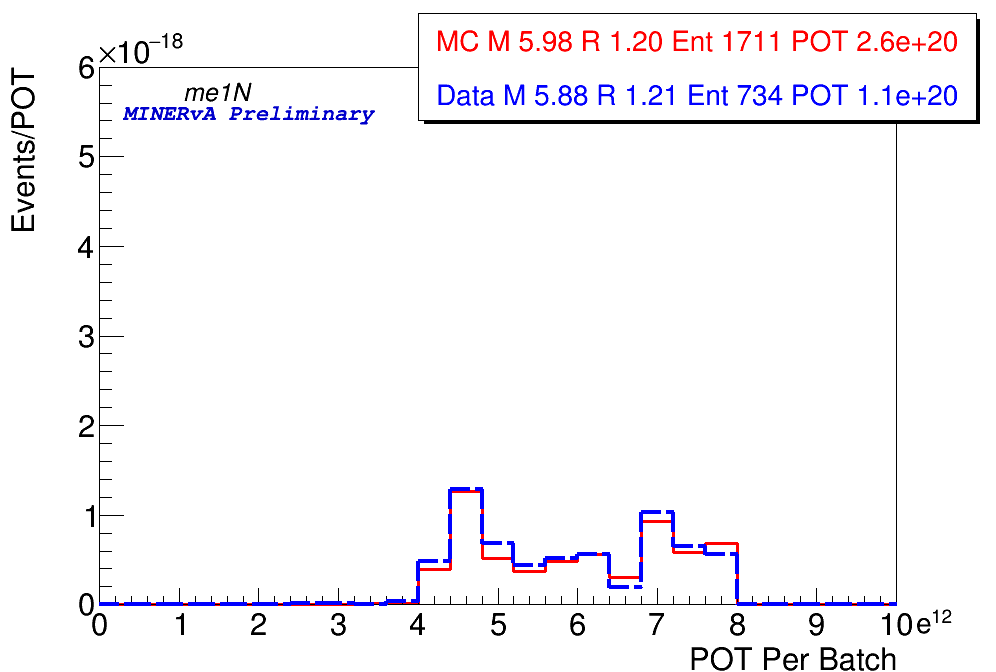 MC M 5.98 R 1.20 Ent 1711 POT 2.6e+20
Data M 5.88 R 1.21 Ent 734 POT 1.1e+20
×10⁻¹⁸
me1N
MINERvA Preliminary
Events/POT
6
5
4
3
2
1
0
0 1 2 3 4 5 6 7 8 9 10 e¹²
POT Per Batch